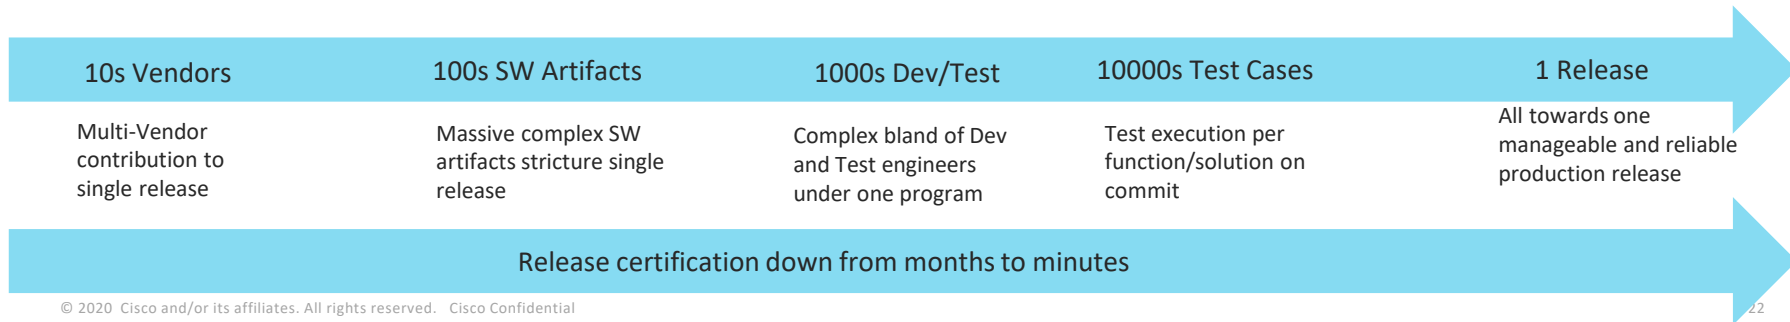 10s Vendors
100s SW Artifacts
1000s Dev/Test
10000s Test Cases
1 Release
Multi-Vendor
contribution to
single release
Massive complex SW
artifacts stricture single
release
Complex bland of Dev
and Test engineers
under one program
Test execution per
function/solution on
commit
All towards one
manageable and reliable
production release
Release certification down from months to minutes
© 2020 Cisco and/or its affiliates. All rights reserved. Cisco Confidential
22